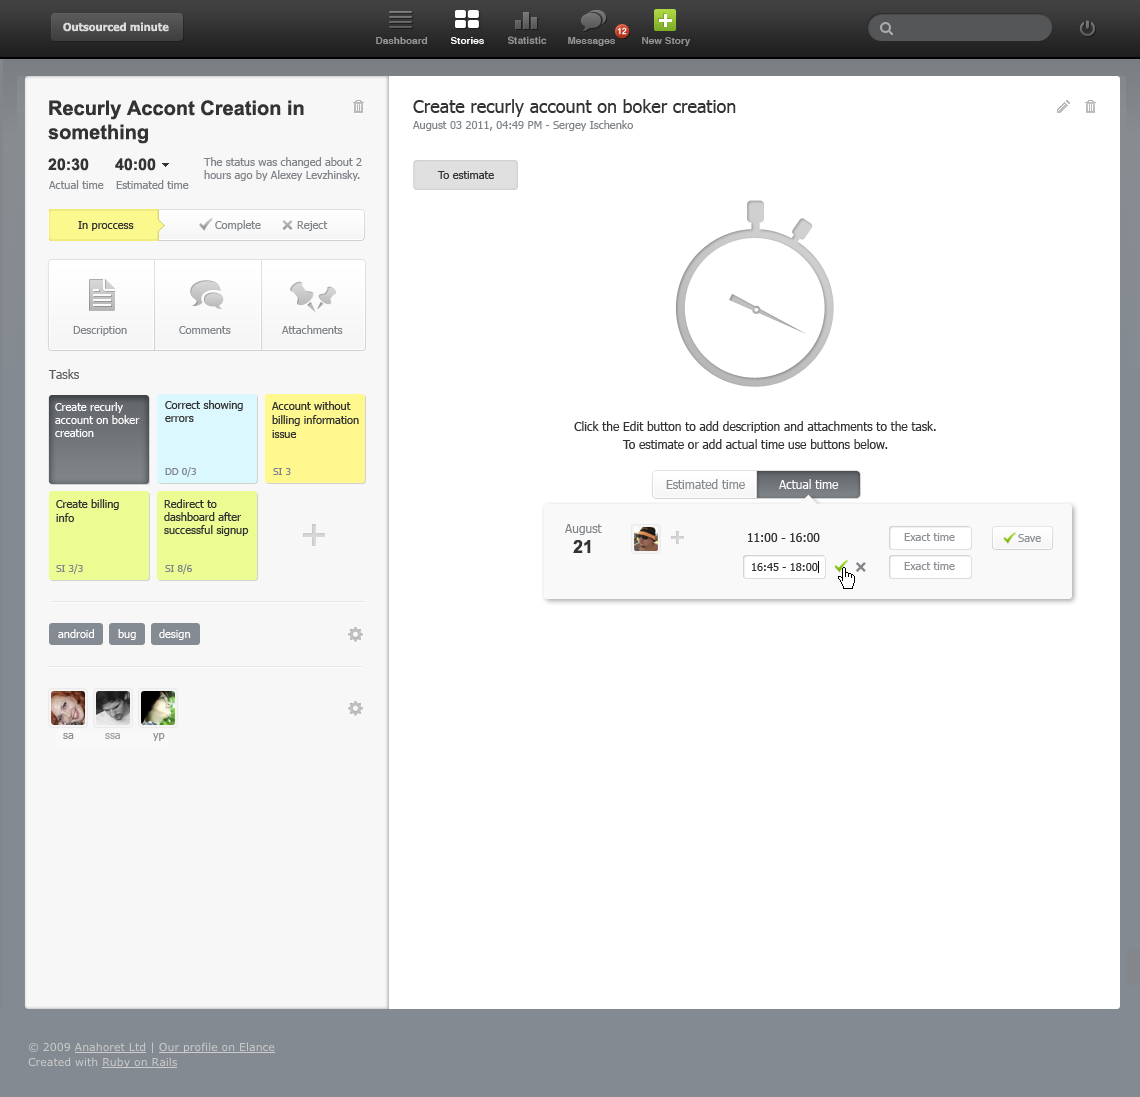 Outsourced minute
Dashboard
Stories
Statistic
Messages
12
New Story
Recurly Accont Creation in
something
20:30
Actual time
40:00
Estimated time
The status was changed about 2
hours ago by Alexey Levzhinsky.
In proccess
Complete
Reject
Description
Comments
Attachments
Tasks
Create recurly
account on boker
creation
Correct showing
errors
DD 0/3
Account without
billing information
issue
SI 3
Create billing
info
SI 3/3
Redirect to
dashboard after
successful signup
SI 8/6
android
bug
design
sa
ssa
yp
Create recurly account on boker creation
August 03 2011, 04:49 PM - Sergey Ischenko
To estimate
Click the Edit button to add description and attachments to the task.
To estimate or add actual time use buttons below.
Estimated time
Actual time
August
21
11:00 - 16:00
Exact time
Save
16:45 - 18:00
Exact time
© 2009 Anahoret Ltd | Our profile on Elance
Created with Ruby on Rails